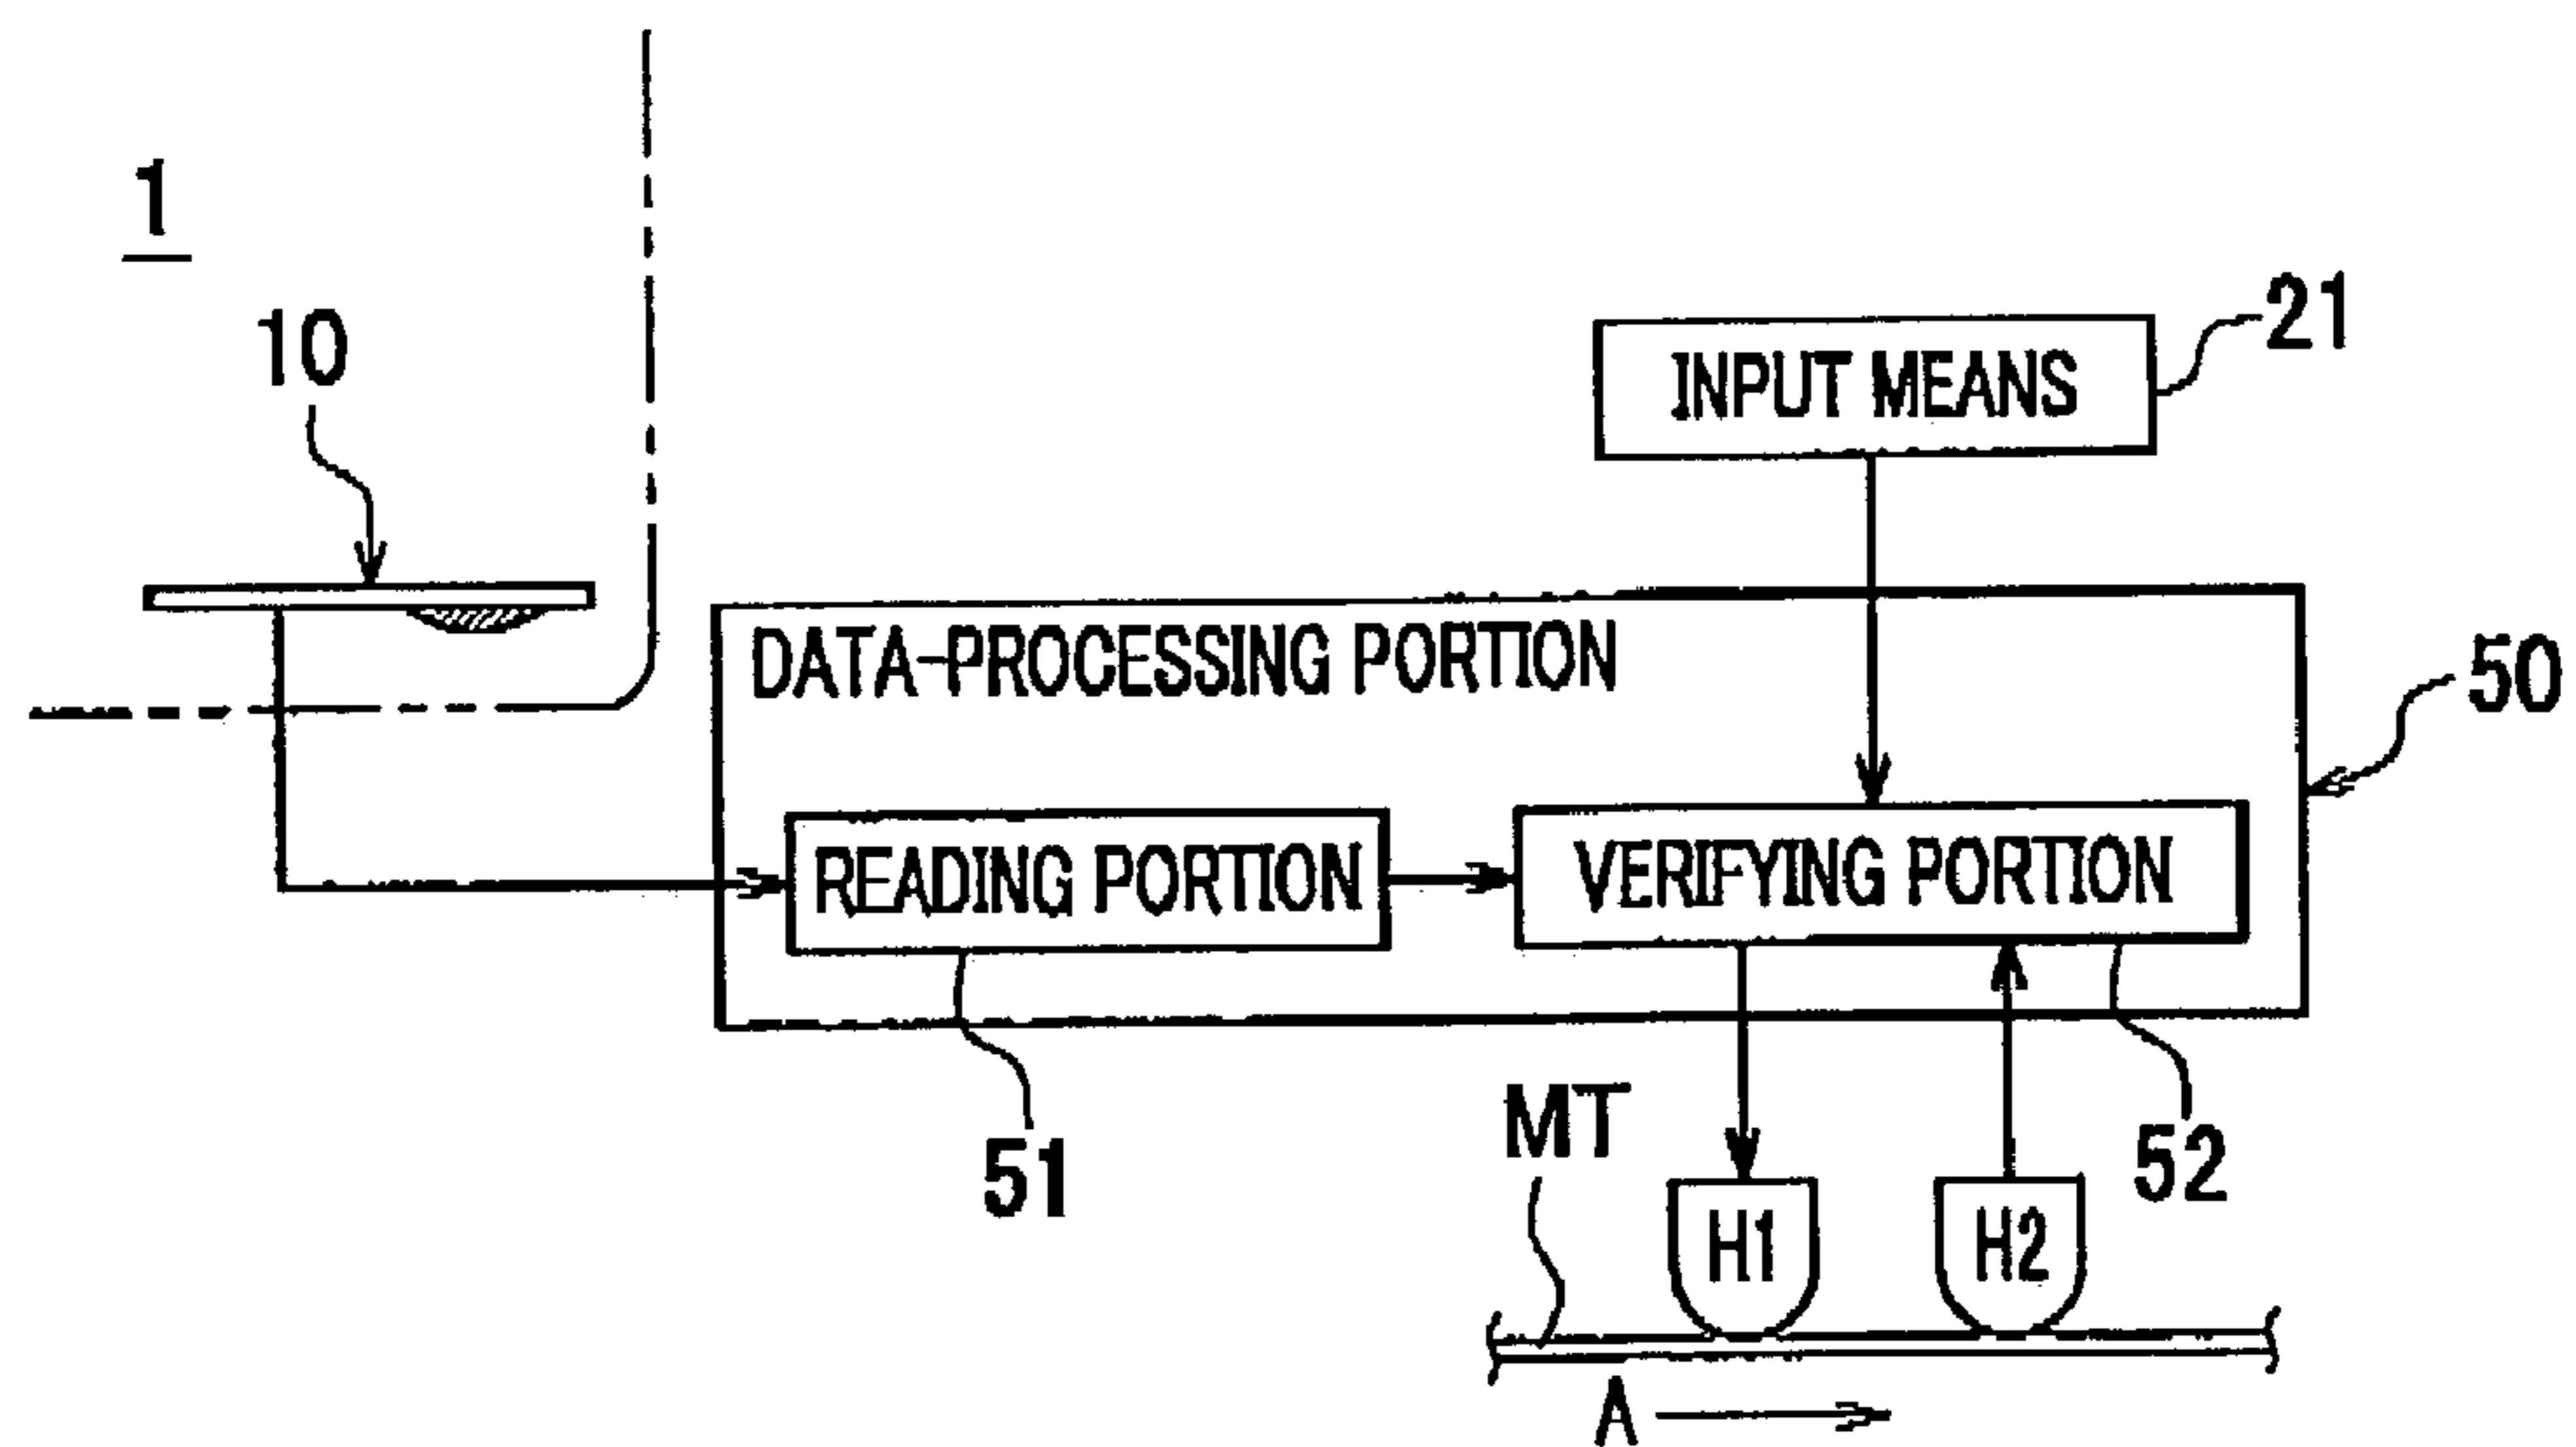 1
10
INPUT MEANS
21
DATA-PROCESSING PORTION
50
READING PORTION
VERIFYING PORTION
51
MT
52
H1
H2
A